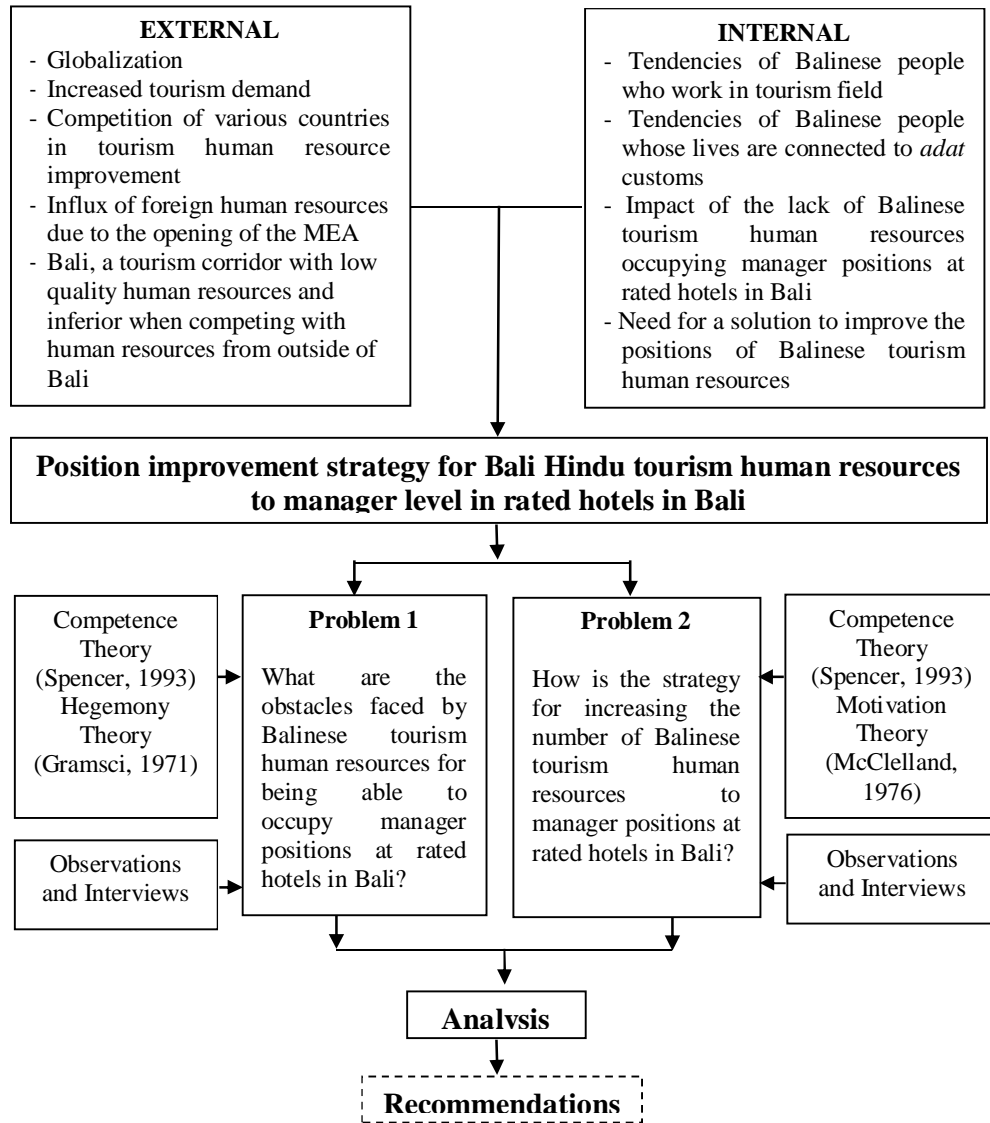 EXTERNAL
- Globalization
- Increased tourism demand
- Competition of various countries
in tourism human resource
improvement
- Influx of foreign human resources
due to the opening of the MEA
- Bali, a tourism corridor with low
quality human resources and
inferior when competing with
human resources from outside of
Bali
INTERNAL
- Tendencies of Balinese people
who work in tourism field
- Tendencies of Balinese people
whose lives are connected to adat
customs
- Impact of the lack of Balinese
tourism human resources
occupying manager positions at
rated hotels in Bali
- Need for a solution to improve the
positions of Balinese tourism
human resources
Position improvement strategy for Bali Hindu tourism human resources
to manager level in rated hotels in Bali
Competence
Theory
(Spencer, 1993)
Hegemony
Theory
(Gramsci, 1971)
Observations
and Interviews
Problem 1
What are the
obstacles faced by
Balinese tourism
human resources for
being able to
occupy manager
positions at rated
hotels in Bali?
Problem 2
How is the strategy
for increasing the
number of Balinese
tourism human
resources to
manager positions at
rated hotels in Bali?
Competence
Theory
(Spencer, 1993)
Motivation
Theory
(McClelland,
1976)
Observations
and Interviews
Analysis
Recommendations